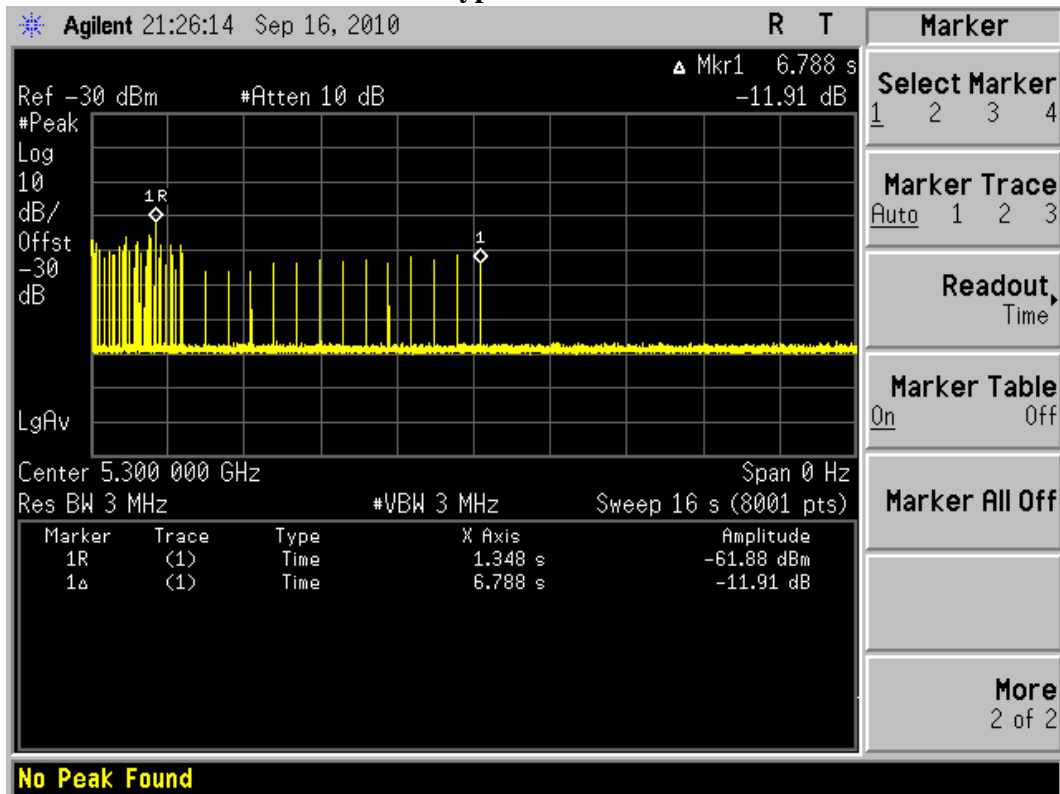 Agilent 21:26:14 Sep 16, 2010 R T
Δ Mkr1 6.788 s
Ref -30 dBm #Atten 10 dB -11.91 dB
#Peak
Log
10
dB/
Offst
-30
dB
1R
1
LgAv
Center 5.300 000 GHz Span 0 Hz
Res BW 3 MHz #VBW 3 MHz Sweep 16 s (8001 pts)
Marker Trace Type X Axis Amplitude
1R (1) Time 1.348 s -61.88 dBm
1Δ (1) Time 6.788 s -11.91 dB
No Peak Found
Marker
Select Marker
1 2 3 4
Marker Trace
Auto 1 2 3
Readout
Time
Marker Table
On Off
Marker All Off
More
2 of 2